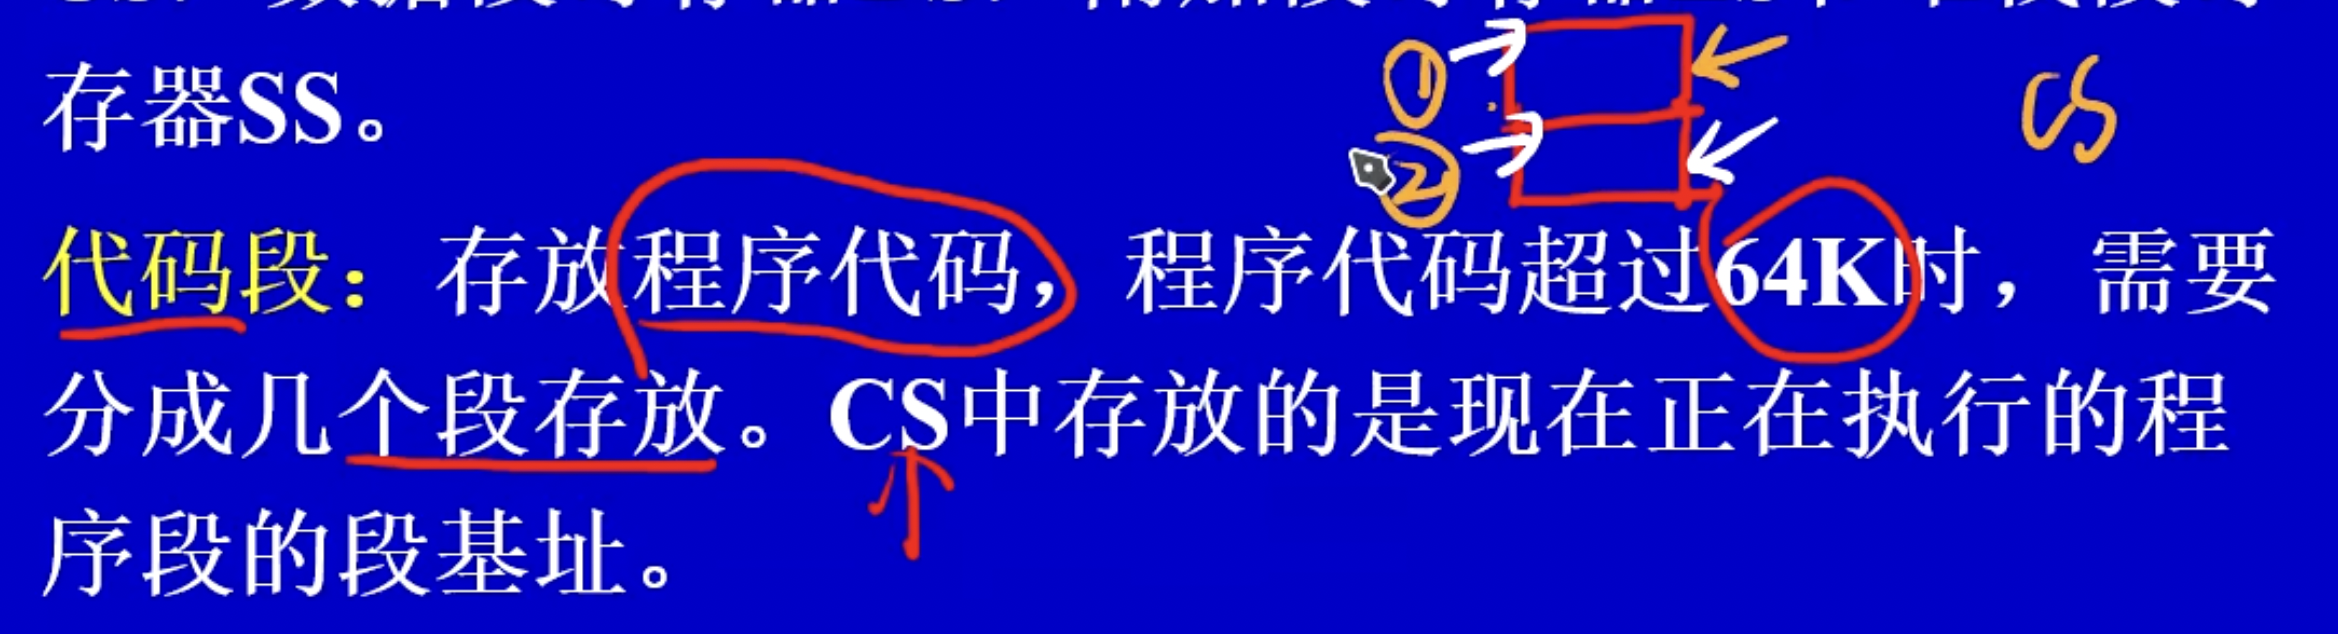 存器SS。
① CS
②
代码段：存放程序代码，程序代码超过64K时，需要
分成几个段存放。CS中存放的是现在正在执行的程
序段的段基址。